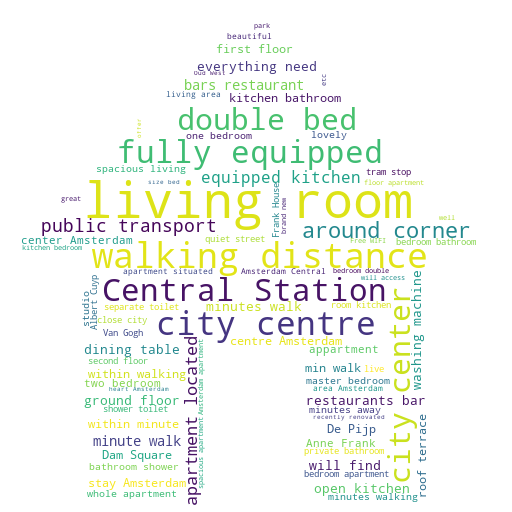 park
beautiful
first floor
everything need
Oud West
etc
bars restaurant
living area
kitchen bathroom
double bed
offer
one bedroom
lovely
fully equipped
spacious living
equipped kitchen
tram stop
size bed
floor apartment
living room
great
Frank House
brand new
public transport
around corner
well
center Amsterdam
quiet street
Free WIFI
bedroom bathroom
kitchen bedroom
walking distance
apartment situated
Amsterdam Central
bedroom double
will access
studio
Albert Cuyp
Central Station
city center
washing machine
separate toilet
minutes walk
room kitchen
close city
city centre
Van Gogh
centre Amsterdam
dining table
appartment
second floor
apartment located
Amsterdam apartment
min walk
live
within walking
master bedroom
two bedroom
heart Amsterdam
area Amsterdam
ground floor
restaurants bar
shower toilet
minutes away
recently renovated
roof terrace
within minute
De Pijp
minute walk
Anne Frank
Dam Square
private bathroom
spacious apartment
bathroom shower
will find
bedroom apartment
stay Amsterdam
open kitchen
whole apartment
minutes walking